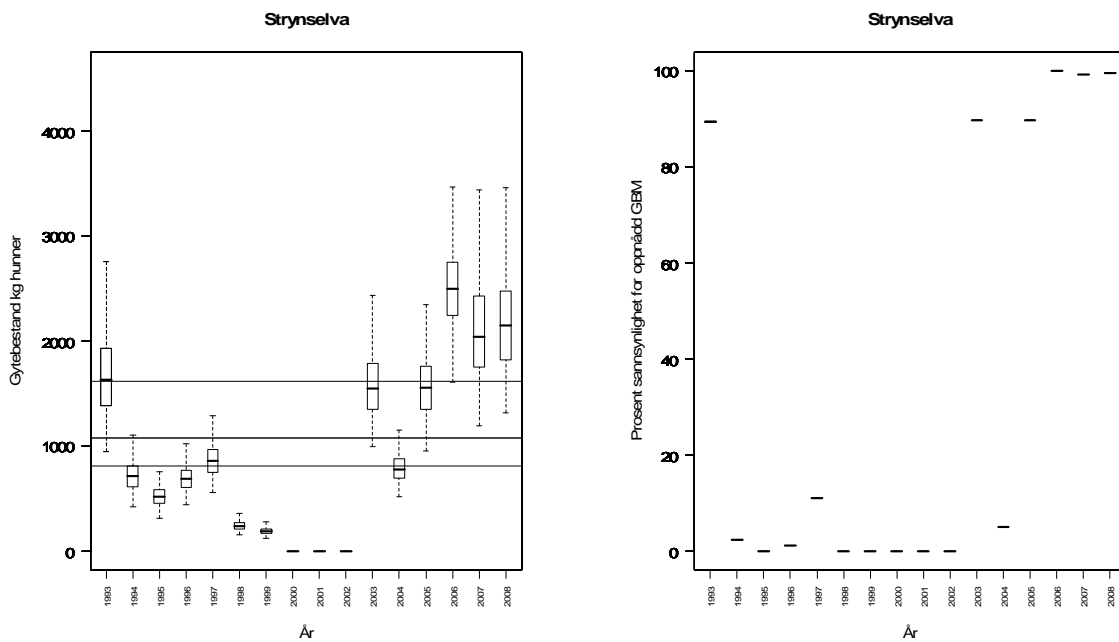 Strynselva
Gytebestand kg hunner
4000
3000
2000
1000
0
1993 1994 1995 1996 1997 1998 1999 2000 2001 2002 2003 2004 2005 2006 2007 2008
År
Strynselva
Prosent sannsynlighet for oppnådd GBM
100
80
60
40
20
0
1993 1994 1995 1996 1997 1998 1999 2000 2001 2002 2003 2004 2005 2006 2007 2008
År